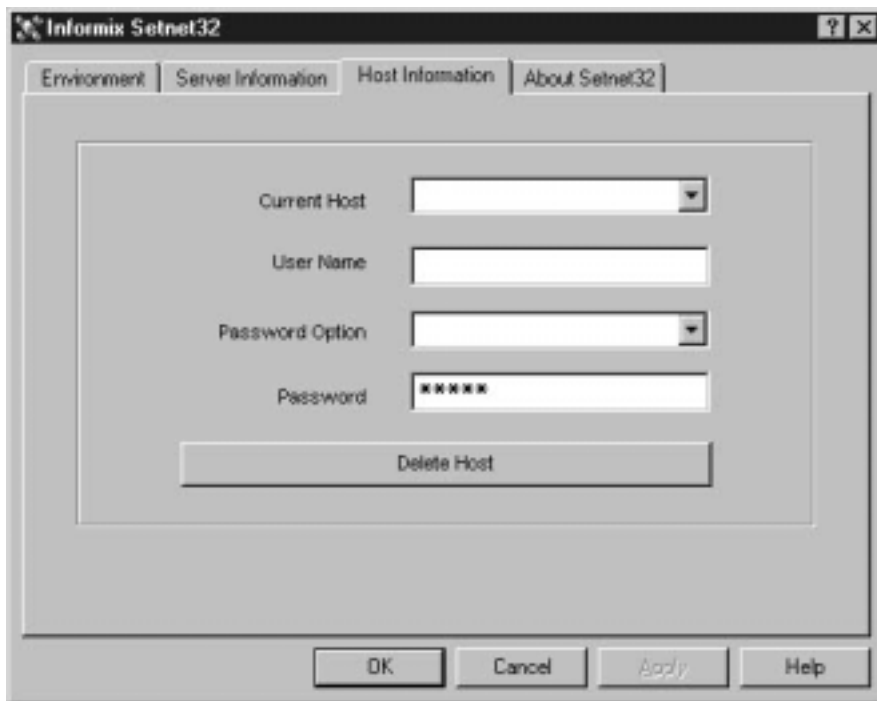 Informix Setnet32
Environment
Server Information
Host Information
About Setnet32
Current Host
User Name
Password Option
Password
*****
Delete Host
OK
Cancel
Apply
Help